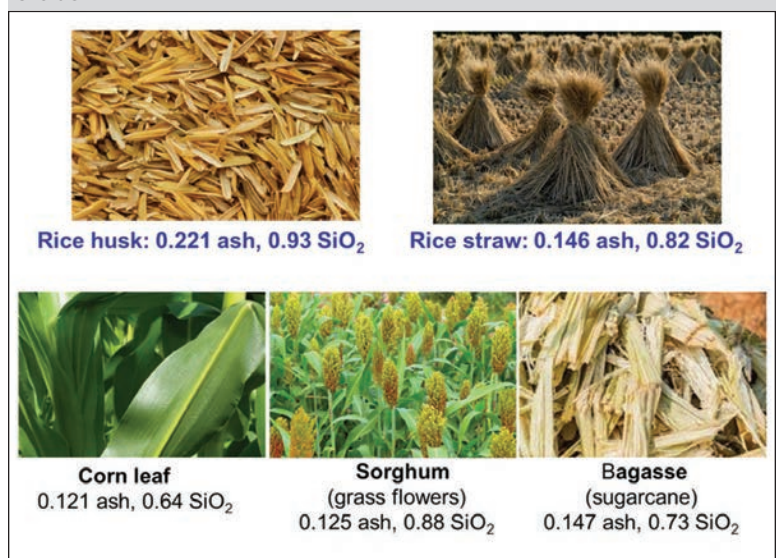 Rice husk: 0.221 ash, 0.93 SiO₂
Rice straw: 0.146 ash, 0.82 SiO₂
Corn leaf
0.121 ash, 0.64 SiO₂
Sorghum
(grass flowers)
0.125 ash, 0.88 SiO₂
Bagasse
(sugarcane)
0.147 ash, 0.73 SiO₂